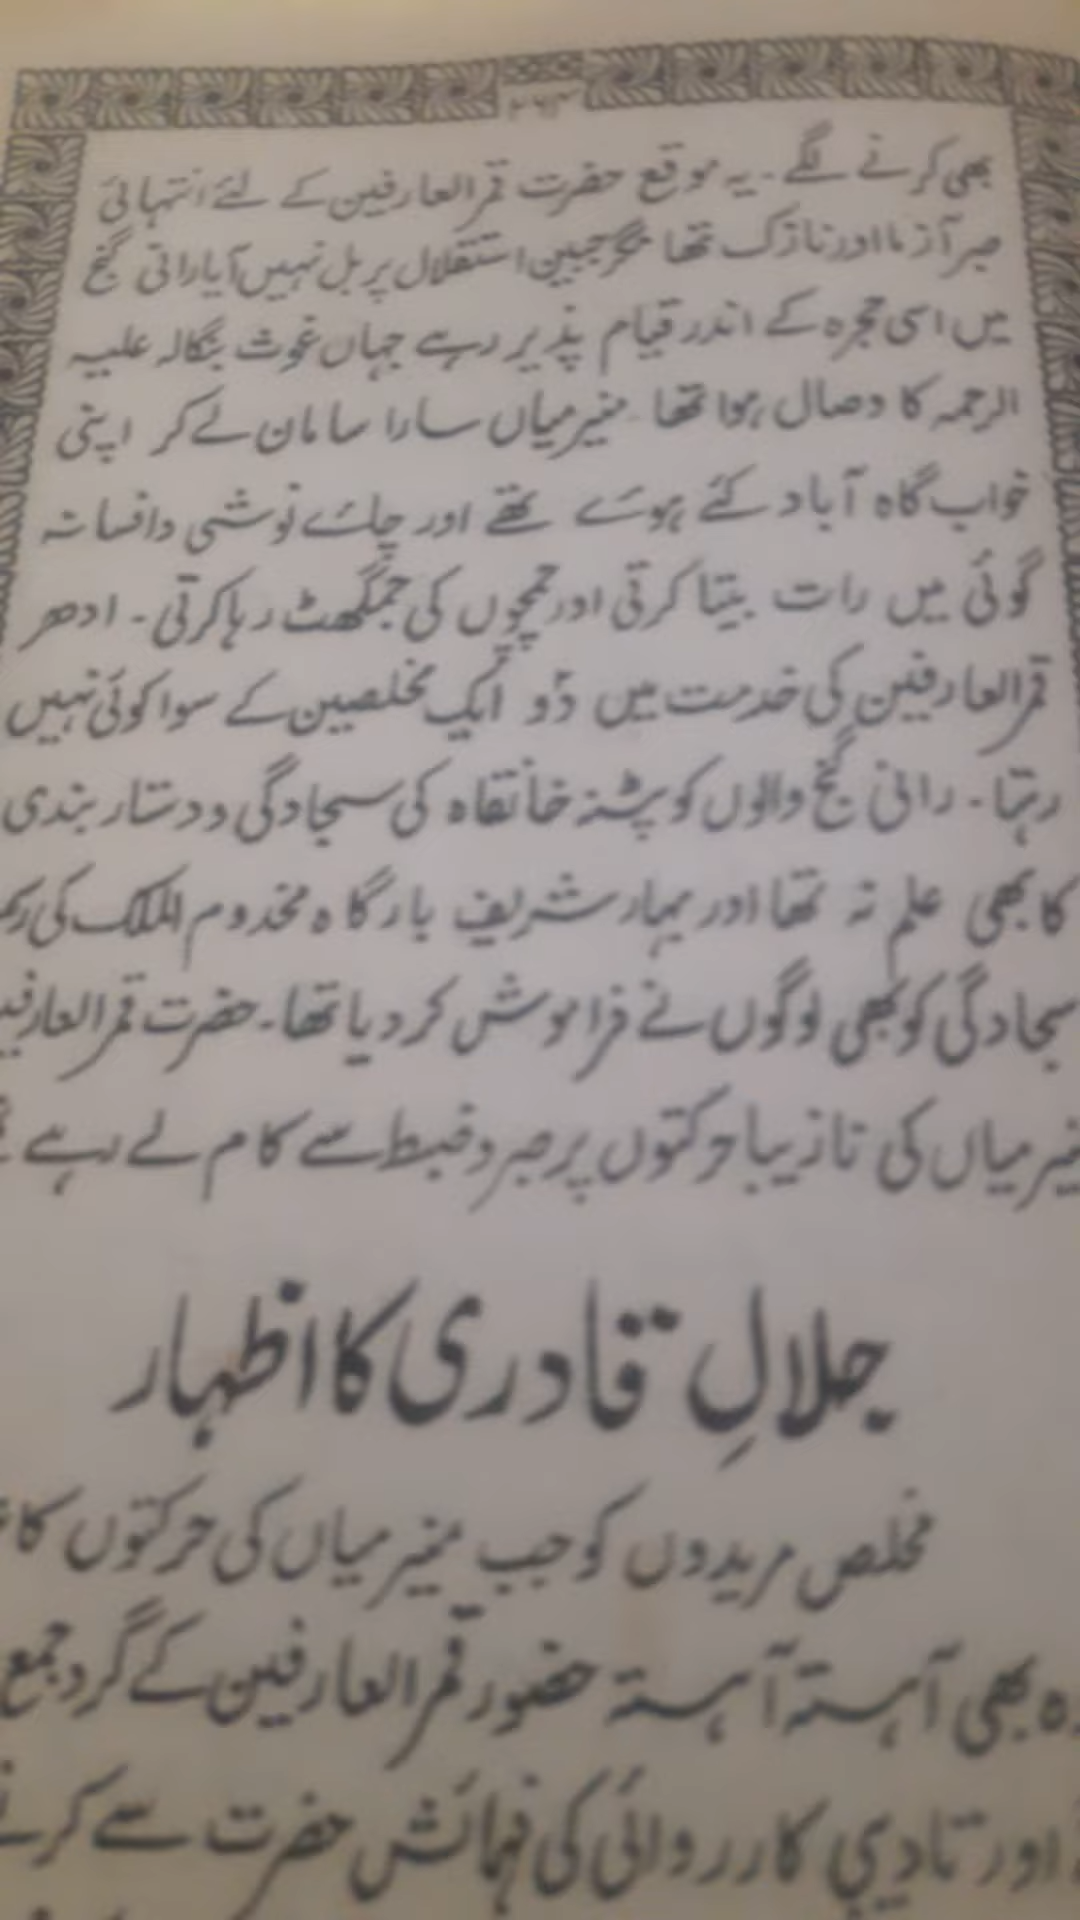 بھی کرنے لگے۔ یہ موقع حضرت قمر العارفین کے لئے انتہائی
صبر آزما اور نازک تھا مگر جبین استقلال پر بل نہیں آیا رانی گنج
میں اسی حجرہ کے اندر قیام پذیر رہے جہاں غوث بنگالہ علیہ
الرحمہ کا وصال ہوا تھا۔ منیر میاں سارا سامان لے کر اپنی
خواب گاہ آباد کئے ہوئے تھے اور چائے نوشی وافسانہ
گوئی میں رات بیتا کرتی اور چمچوں کی جمگھٹ رہا کرتی۔ ادھر
قمر العارفین کی خدمت میں دو ایک مخلصین کے سوا کوئی نہیں
رہتا۔ رانی گنج والوں کو پٹنہ خانقاہ کی سجادگی ودستار بندی
کا بھی علم نہ تھا اور بہار شریف بارگاہ مخدوم الملک کی
سجادگی کو بھی لوگوں نے فراموش کر دیا تھا۔ حضرت قمر العارفین
منیر میاں کی نازیبا حرکتوں پر صبر وضبط سے کام لے رہے
جلالِ قادری کا اظہار
مخلص مریدوں کو جب منیر میاں کی حرکتوں کا
وہ بھی آہستہ آہستہ حضور قمر العارفین کے گرد جمع
اور تادیبی کارروائی کی فہمائش حضرت سے کرنے